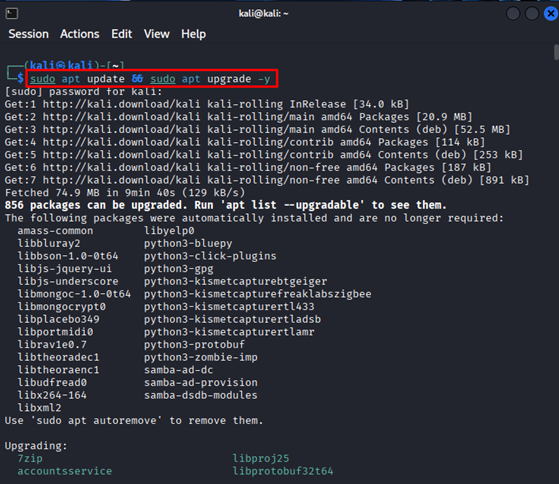 kali@kali: ~
Session Actions Edit View Help
┌──(kali㉿kali)-[~]
└─$ sudo apt update && sudo apt upgrade -y
[sudo] password for kali:
Get:1 http://kali.download/kali kali-rolling InRelease [34.0 kB]
Get:2 http://kali.download/kali kali-rolling/main amd64 Packages [20.9 MB]
Get:3 http://kali.download/kali kali-rolling/main amd64 Contents (deb) [52.5 MB]
Get:4 http://kali.download/kali kali-rolling/contrib amd64 Packages [114 kB]
Get:5 http://kali.download/kali kali-rolling/contrib amd64 Contents (deb) [253 kB]
Get:6 http://kali.download/kali kali-rolling/non-free amd64 Packages [187 kB]
Get:7 http://kali.download/kali kali-rolling/non-free amd64 Contents (deb) [891 kB]
Fetched 74.9 MB in 9min 40s (129 kB/s)
856 packages can be upgraded. Run 'apt list --upgradable' to see them.
The following packages were automatically installed and are no longer required:
amass-common libyelp0
libbluray2 python3-bluepy
libbson-1.0-0t64 python3-click-plugins
libjs-jquery-ui python3-gpg
libjs-underscore python3-kismetcapturebtgeiger
libmongoc-1.0-0t64 python3-kismetcapturefreaklabszigbee
libmongocrypt0 python3-kismetcapturertl433
libplacebo349 python3-kismetcapturertladsb
libportmidi0 python3-kismetcapturertlamr
librav1e0.7 python3-protobuf
libtheoradec1 python3-zombie-imp
libtheoraenc1 samba-ad-dc
libudfread0 samba-ad-provision
libx264-164 samba-dsdb-modules
libxml2
Use 'sudo apt autoremove' to remove them.
Upgrading:
7zip libproj25
accountsservice libprotobuf32t64